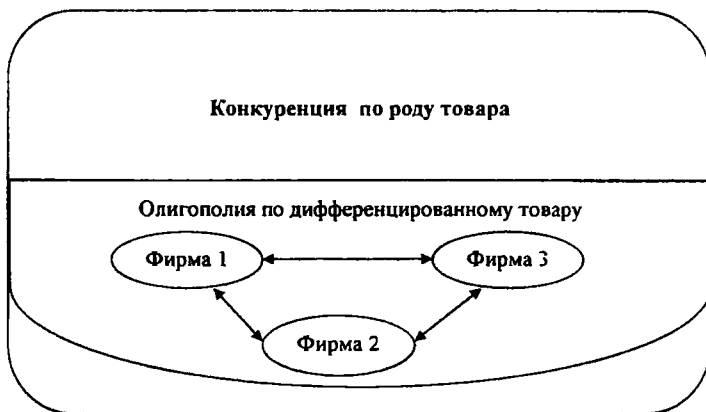 Конкуренция по роду товара
Олигополия по дифференцированному товару
Фирма 1
Фирма 3
Фирма 2